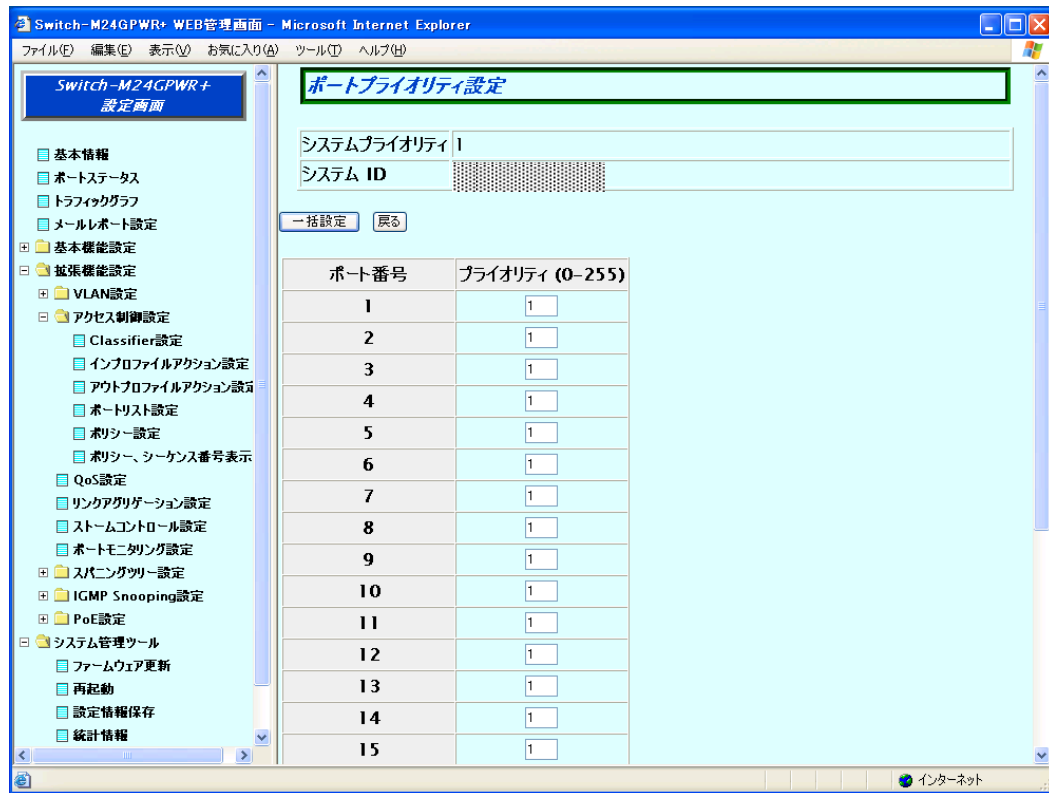 Switch-M24GPWR+ WEB管理画面 - Microsoft Internet Explorer
ファイル(F) 編集(E) 表示(V) お気に入り(A) ツール(T) ヘルプ(H)
Switch-M24GPWR+
設定画面
基本情報
ポートステータス
トラフィックグラフ
メールレポート設定
基本機能設定
拡張機能設定
VLAN設定
アクセス制御設定
Classifier設定
インプロファイルアクション設定
アウトプロファイルアクション設定
ポートリスト設定
ポリシー設定
ポリシー、シーケンス番号表示
QoS設定
リンクアグリゲーション設定
ストームコントロール設定
ポートモニタリング設定
スパニングツリー設定
IGMP Snooping設定
PoE設定
システム管理ツール
ファームウェア更新
再起動
設定情報保存
統計情報
ポートプライオリティ設定
システムプライオリティ 1
システム ID
一括設定 戻る
ポート番号 プライオリティ (0-255)
1 1
2 1
3 1
4 1
5 1
6 1
7 1
8 1
9 1
10 1
11 1
12 1
13 1
14 1
15 1
インターネット